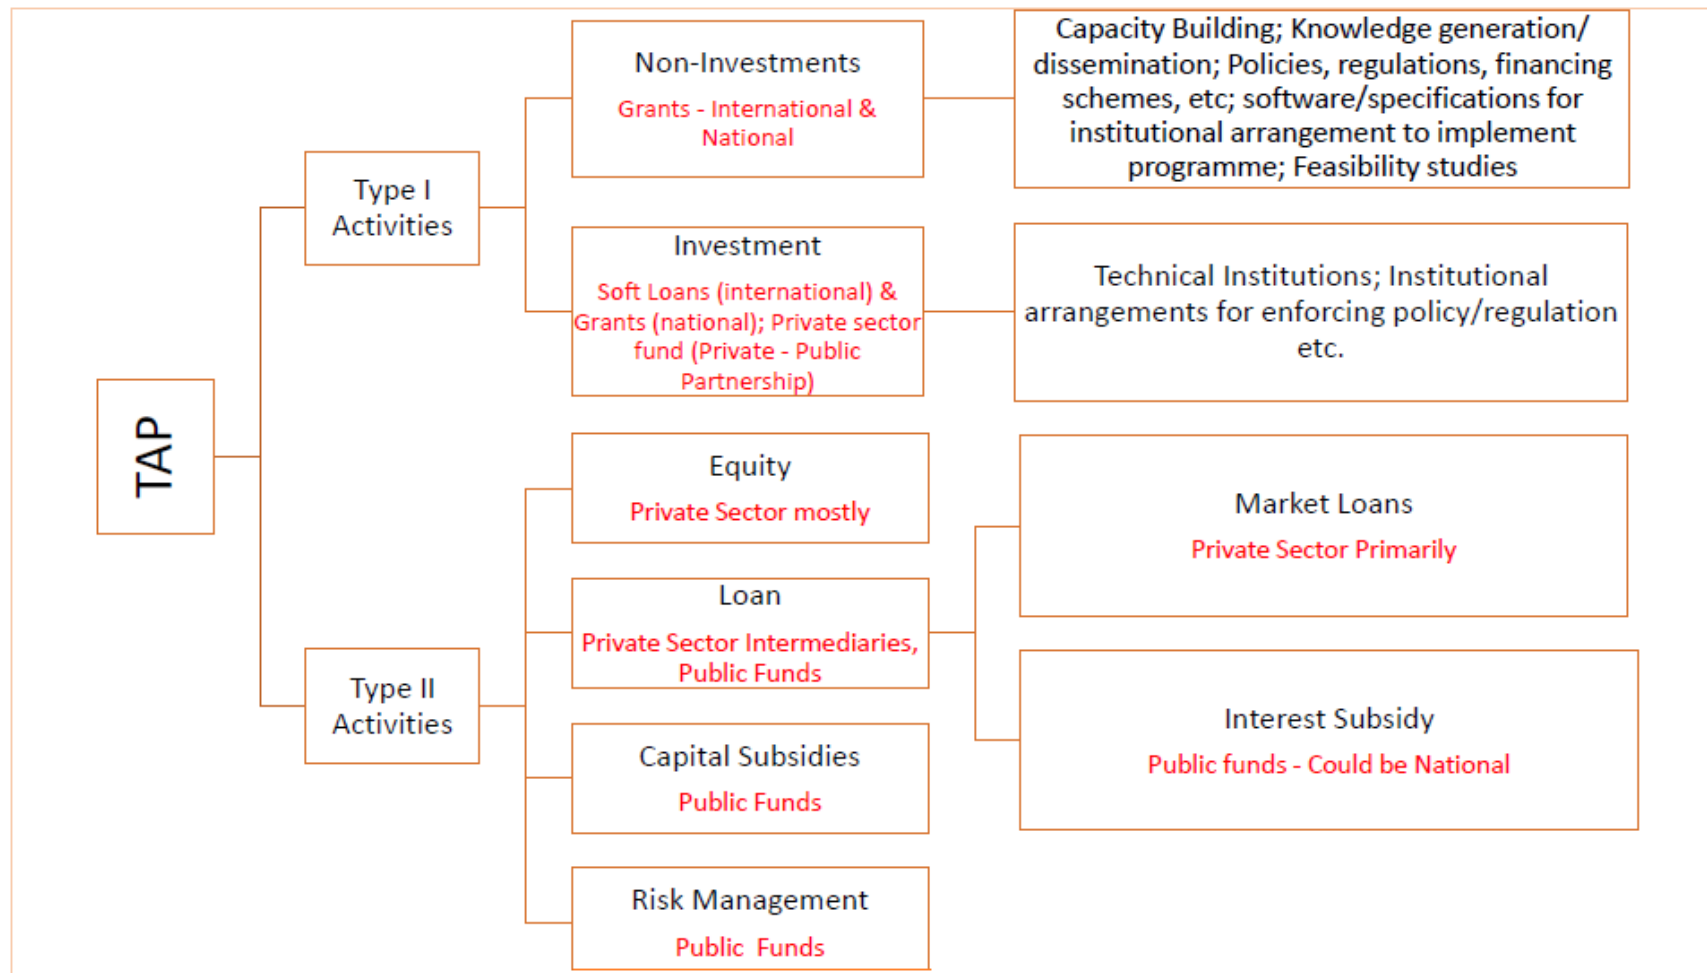 TAP
Type I
Activities
Non-Investments
Grants - International &
National
Capacity Building; Knowledge generation/
dissemination; Policies, regulations, financing
schemes, etc; software/specifications for
institutional arrangement to implement
programme; Feasibility studies
Investment
Soft Loans (international) &
Grants (national); Private sector
fund (Private - Public
Partnership)
Technical Institutions; Institutional
arrangements for enforcing policy/regulation
etc.
Type II
Activities
Equity
Private Sector mostly
Loan
Private Sector Intermediaries,
Public Funds
Market Loans
Private Sector Primarily
Interest Subsidy
Public funds - Could be National
Capital Subsidies
Public Funds
Risk Management
Public Funds